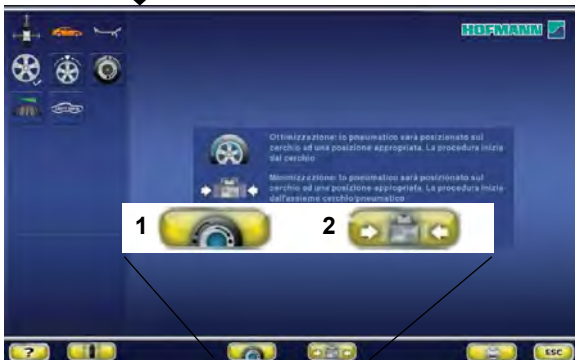 HOFMANN
Ottimizzazione: lo pneumatico sarà posizionato sul
cerchio ad una posizione appropriata. La procedura inizia
dal cerchio
Minimizzazione: lo pneumatico sarà posizionato sul
cerchio ad una posizione appropriata. La procedura inizia
dall'assieme cerchio/pneumatico
1
2
?
ESC